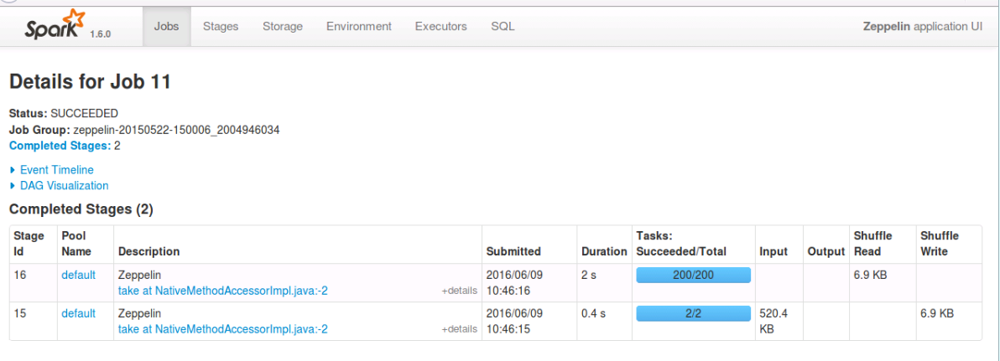 Spark 1.6.0 Jobs Stages Storage Environment Executors SQL Zeppelin application UI
Details for Job 11
Status: SUCCEEDED
Job Group: zeppelin-20150522-150006_2004946034
Completed Stages: 2
Event Timeline
DAG Visualization
Completed Stages (2)
Stage Id Pool Name Description Submitted Duration Tasks: Succeeded/Total Input Output Shuffle Read Shuffle Write
16 default Zeppelin 2016/06/09 2 s 200/200 6.9 KB
take at NativeMethodAccessorImpl.java:-2 +details 10:46:16
15 default Zeppelin 2016/06/09 0.4 s 2/2 520.4 6.9 KB
take at NativeMethodAccessorImpl.java:-2 +details 10:46:15 KB